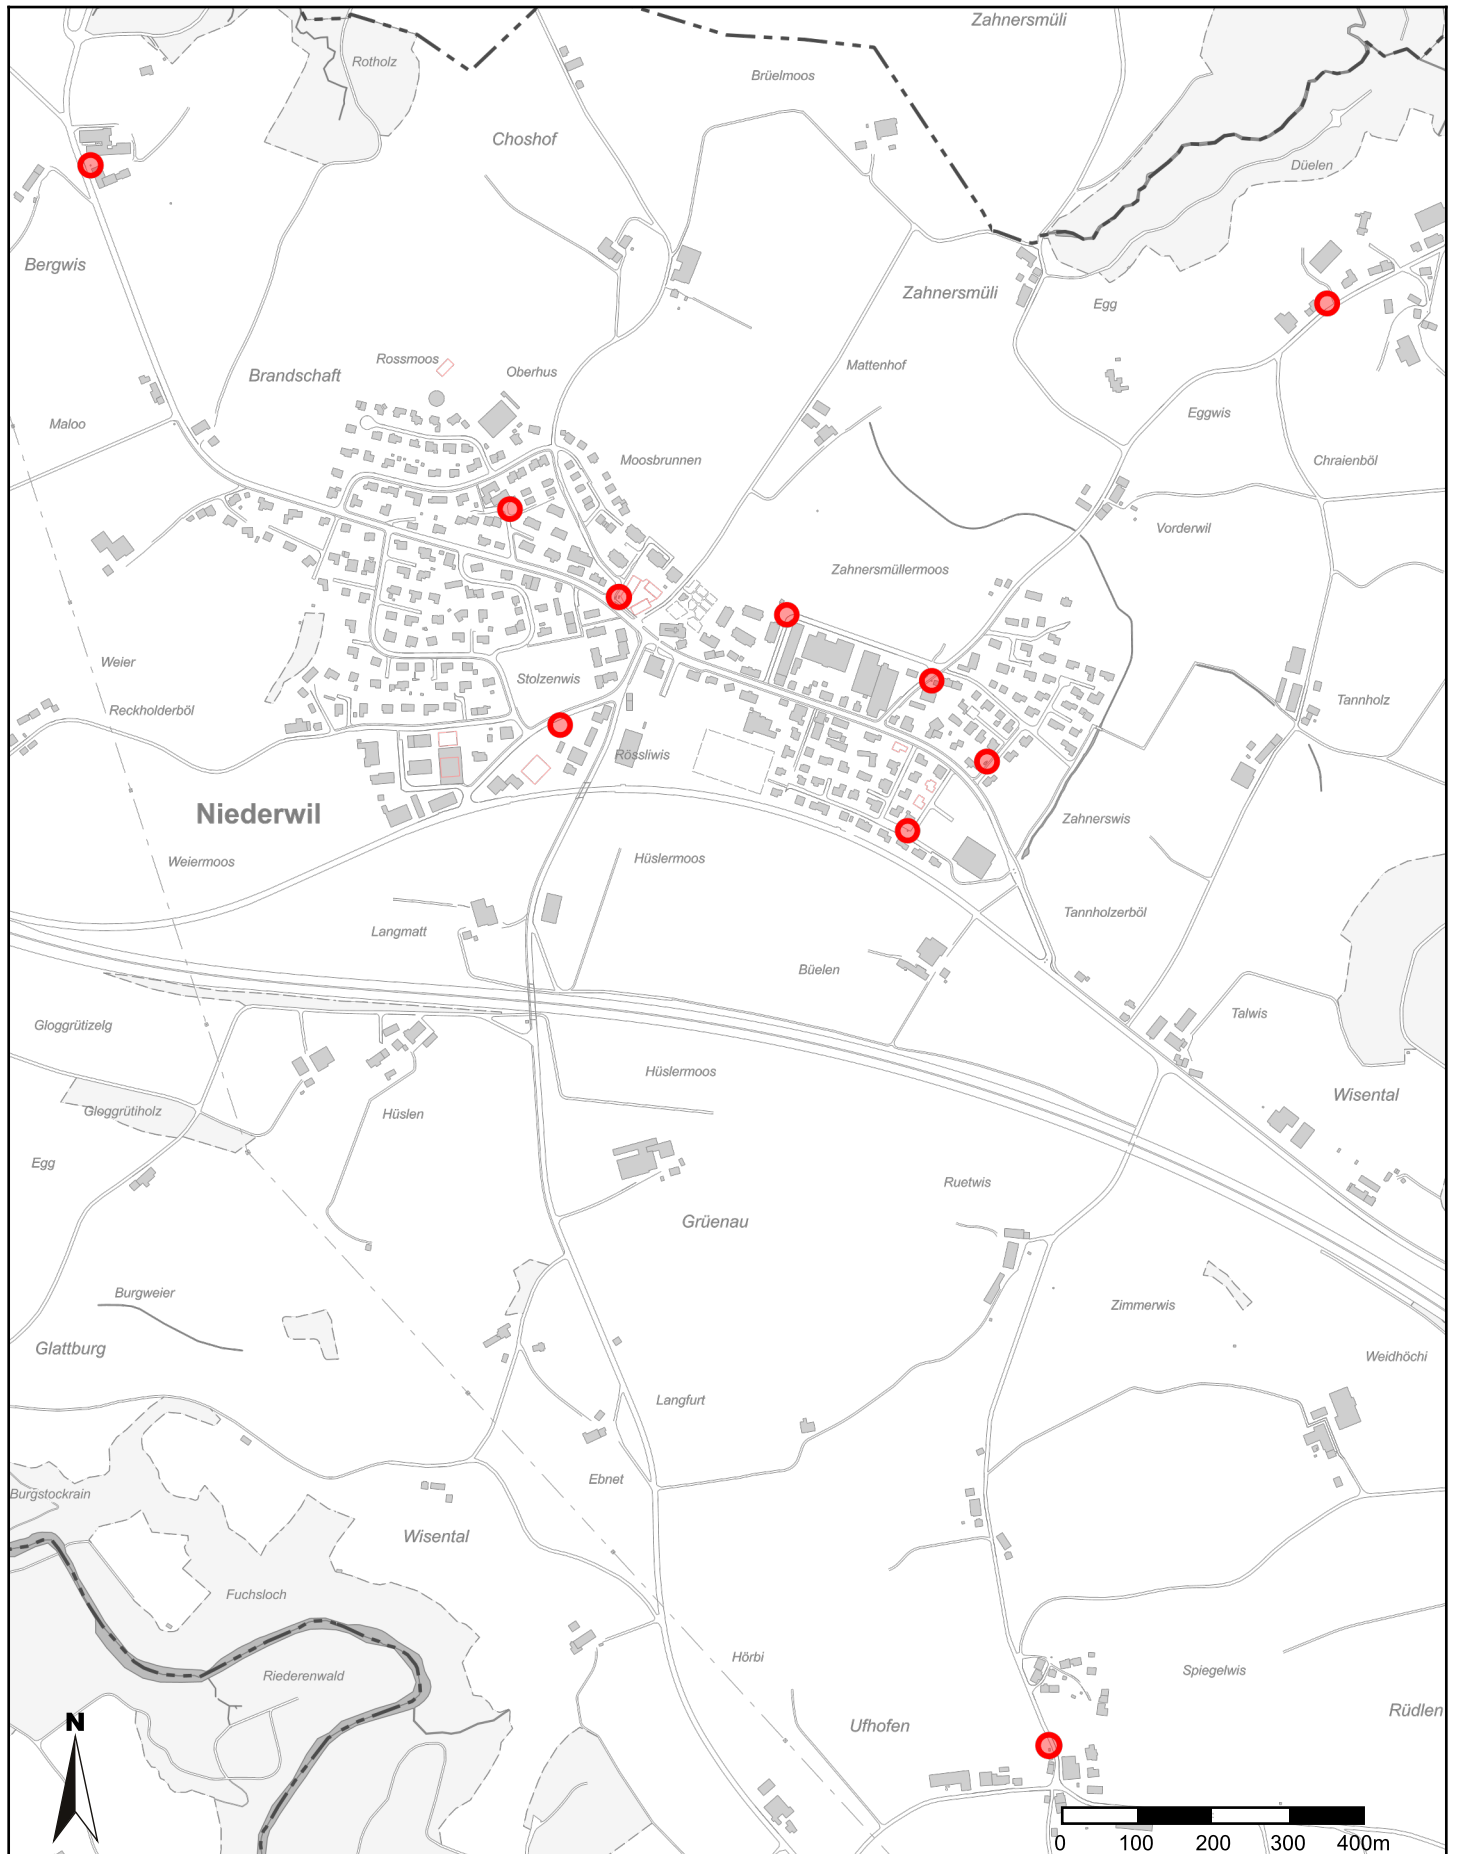 Zahnersmüli
Rotholz
Brüelmoos
Choshof
Düelen
Bergwis
Zahnersmüli
Egg
Rossmoos
Oberhus
Mattenhof
Brandschaft
Eggwis
Maloo
Moosbrunnen
Chraienböl
Vorderwil
Zahnersmüllermoos
Weier
Stolzenwis
Reckholderböl
Tannholz
Rössliwis
Niederwil
Zahnerswis
Weiermoos
Hüslermoos
Tannholzerböl
Langmatt
Büelen
Gloggrütizelg
Talwis
Hüslermoos
Wisental
Gloggrütiholz
Hüslen
Egg
Ruetwis
Grüenau
Burgweier
Zimmerwis
Glattburg
Weidhöchi
Langfurt
Ebnet
Burgstockrain
Wisental
Fuchsloch
Hörbi
Riederenwald
Spiegelwis
Rüdlen
Ufhofen
N
0 100 200 300 400m